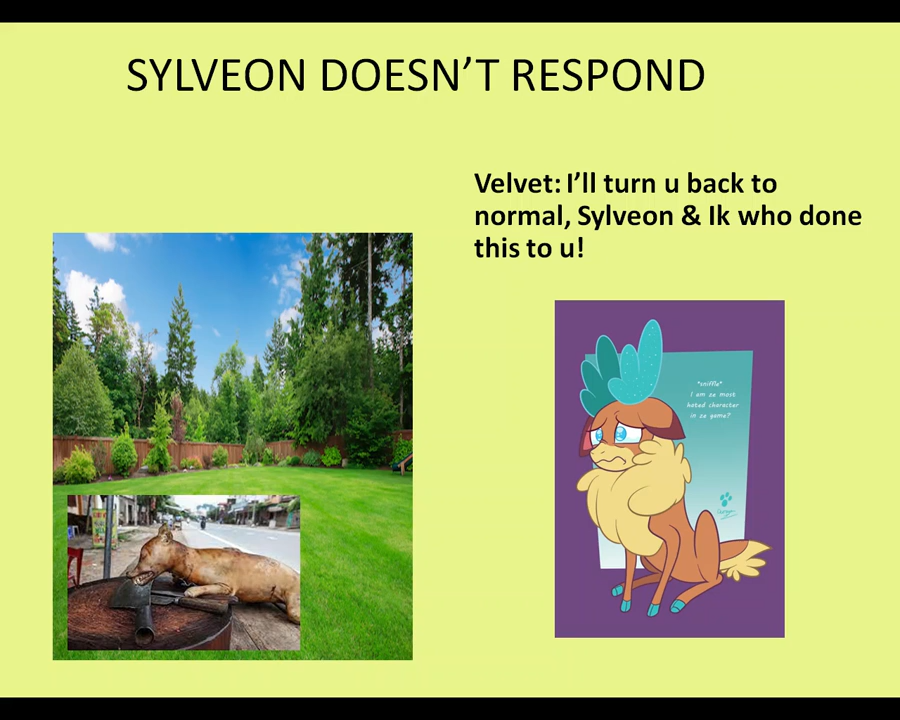 SYLVEON DOESN'T RESPOND
Velvet: I'll turn u back to
normal, Sylveon & Ik who done
this to u!
*sniffle*
I am ze most
hated character
in ze game?